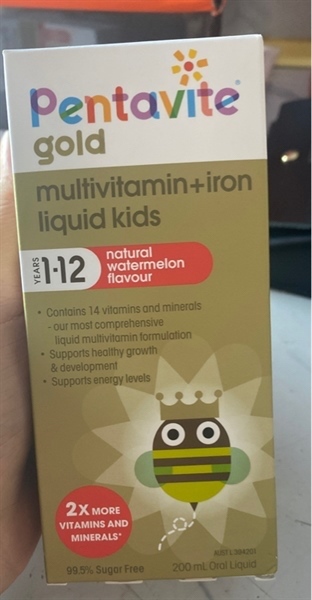 Pentavite®
gold
multivitamin+iron
liquid kids
YEARS
1-12
natural
watermelon
flavour
• Contains 14 vitamins and minerals
- our most comprehensive
liquid multivitamin formulation
• Supports healthy growth
& development
• Supports energy levels
2X MORE
VITAMINS AND
MINERALS*
99.5% Sugar Free
200 mL Oral Liquid